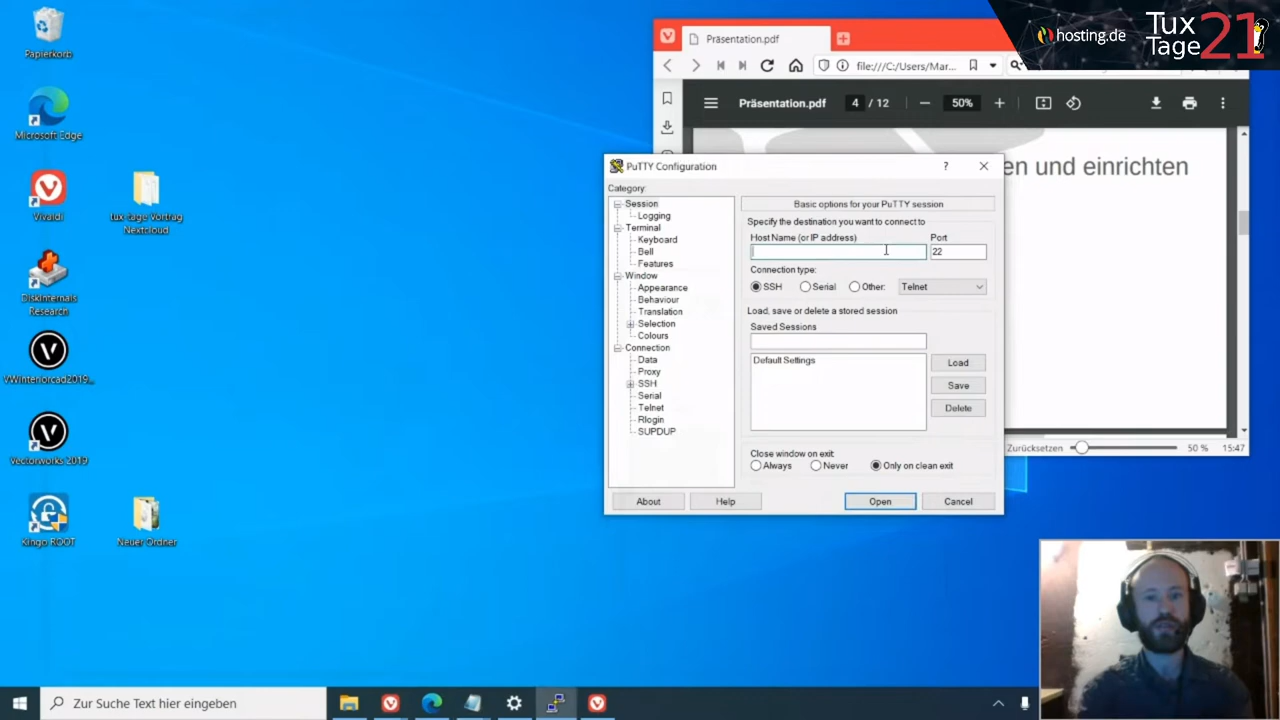 Papierkorb
Microsoft Edge
Vivaldi
tux-tage Vortrag
Nextcloud
DiskInternals
Research
VWinteriorcad2019...
Vectorworks 2019
Kingo ROOT
Neuer Ordner
Präsentation.pdf
file:///C:/Users/Mar...
hosting.de
Tux
Tage
21
Präsentation.pdf
4 / 12
50%
en und einrichten
PuTTY Configuration
?
Category:
Session
Logging
Terminal
Keyboard
Bell
Features
Window
Appearance
Behaviour
Translation
Selection
Colours
Connection
Data
Proxy
SSH
Serial
Telnet
Rlogin
SUPDUP
Basic options for your PuTTY session
Specify the destination you want to connect to
Host Name (or IP address)
Port
22
Connection type:
SSH
Serial
Other:
Telnet
Load, save or delete a stored session
Saved Sessions
Default Settings
Load
Save
Delete
Close window on exit:
Always
Never
Only on clean exit
About
Help
Open
Cancel
Zurücksetzen
50 %
15:47
Zur Suche Text hier eingeben